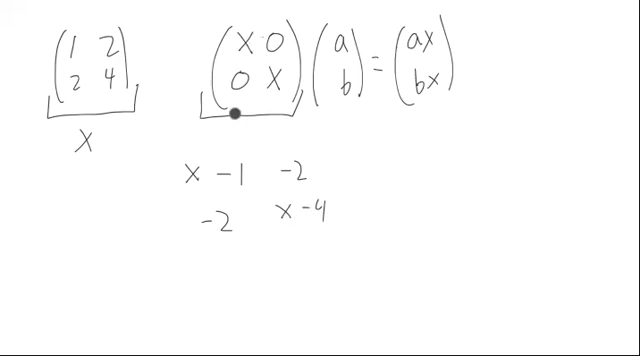 (1 2 (X 0 (a = (ax
2 4) 0 X) b) bx)
X
x -1 -2
-2 x-4